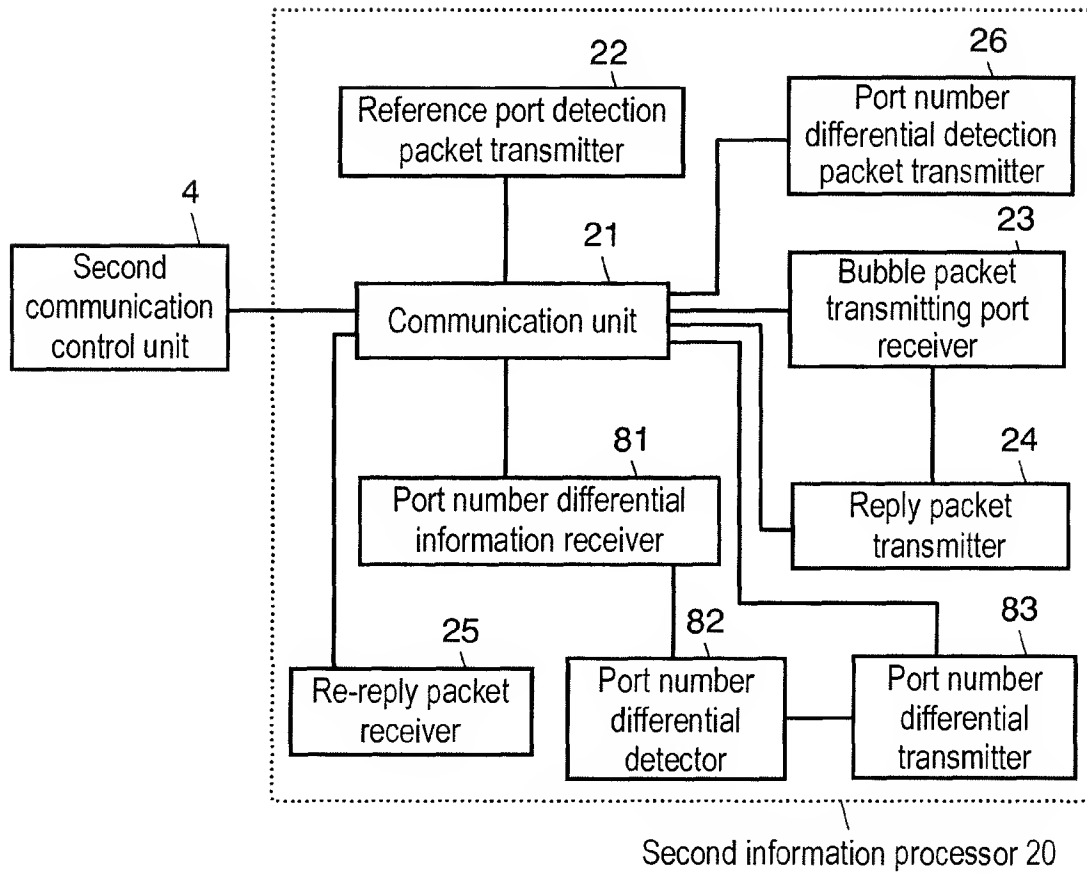 22
Reference port detection
packet transmitter
26
Port number
differential detection
packet transmitter
4
Second
communication
control unit
21
Communication unit
23
Bubble packet
transmitting port
receiver
81
Port number differential
information receiver
24
Reply packet
transmitter
25
Re-reply packet
receiver
82
Port number
differential
detector
83
Port number
differential
transmitter
Second information processor 20